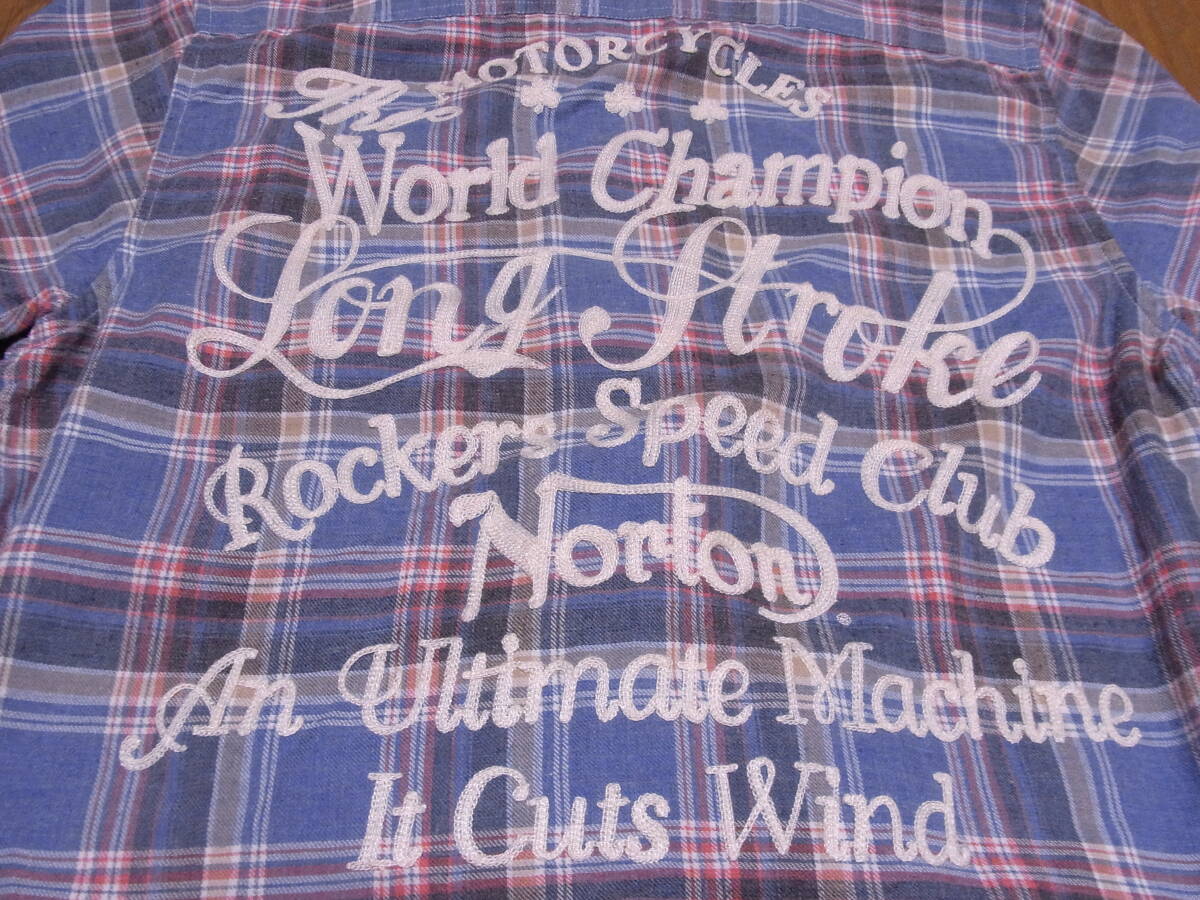 MOTORCYCLES
The
World Champion
Long Stroke
Rockers Speed Club
Norton
An Ultimate Machine
It Cuts Wind